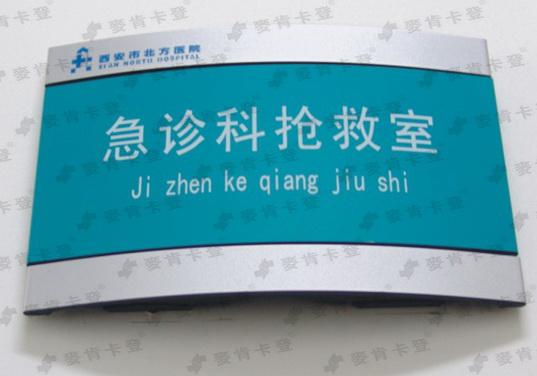 西安市北方医院
XI AN NORTH HOSPITAL
急诊科抢救室
Ji zhen ke qiang jiu shi
麥肯卡登